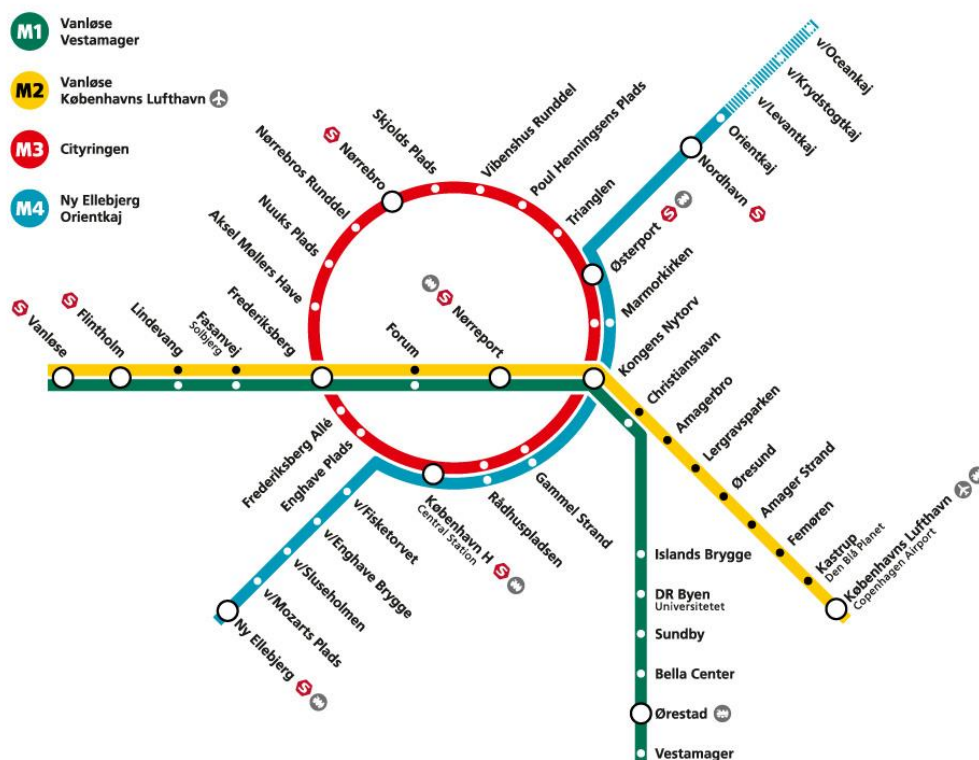 M1
Vanløse
Vestamager
M2
Vanløse
Københavns Lufthavn
M3
Cityringen
M4
Ny Ellebjerg
Orientkaj
S Vanløse
S Flintholm
Lindevang
Fasanvej
Solbjerg
Frederiksberg
Aksel Møllers Have
Nuuks Plads
Nørrebros Runddel
S Nørrebro
Skjolds Plads
Vibenshus Runddel
Poul Henningsens Plads
Trianglen
Østerport S
Nordhavn S
Orientkaj
v/Levantkaj
v/Krydstogtkaj
v/Oceankaj
Marmorkirken
Forum
S Nørreport
Kongens Nytorv
Christianshavn
Amagerbro
Lergravsparken
Øresund
Amager Strand
Femøren
Kastrup
Den Blå Planet
Københavns Lufthavn
Copenhagen Airport
Frederiksberg Allé
Enghave Plads
København H S
Central Station
Rådhuspladsen
Gammel Strand
v/Fisketorvet
v/Enghave Brygge
v/Sluseholmen
v/Mozarts Plads
Ny Ellebjerg S
Islands Brygge
DR Byen
Universitetet
Sundby
Bella Center
Ørestad
Vestamager